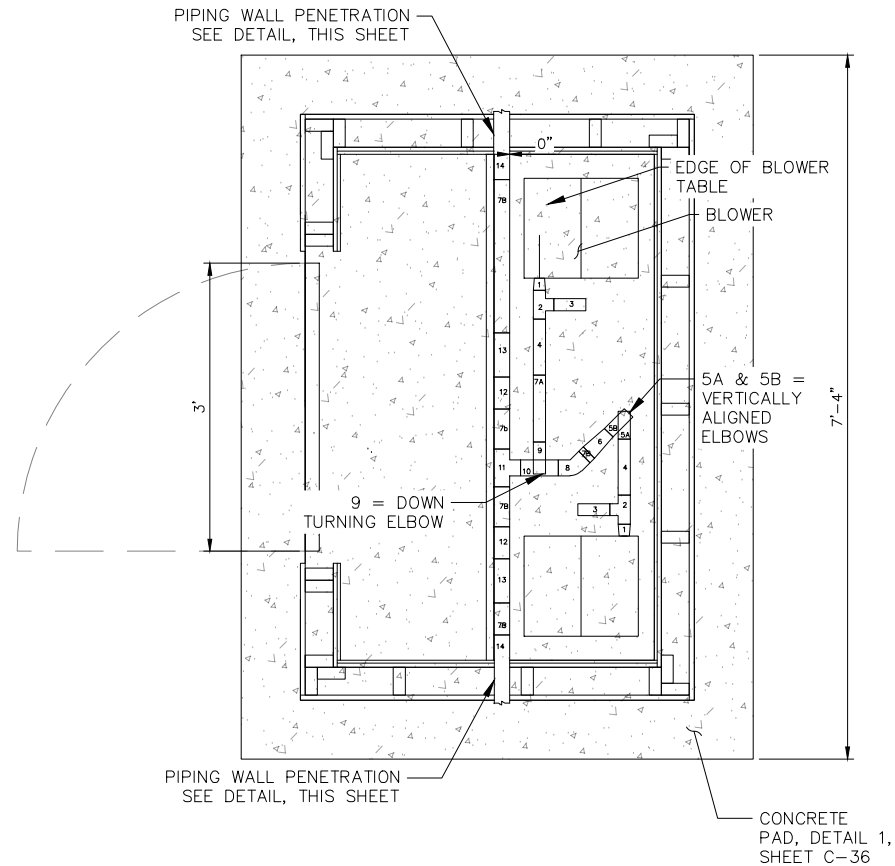 PIPING WALL PENETRATION
SEE DETAIL, THIS SHEET
0"
14
EDGE OF BLOWER
TABLE
7B
BLOWER
1
2
3
4
3'
13
7A
5A & 5B =
VERTICALLY
ALIGNED
ELBOWS
7'-4"
12
7b
5B
5A
6
9
4
11
10
8
7B
9 = DOWN
TURNING ELBOW
7B
2
3
1
12
13
7B
14
PIPING WALL PENETRATION
SEE DETAIL, THIS SHEET
CONCRETE
PAD, DETAIL 1,
SHEET C-36